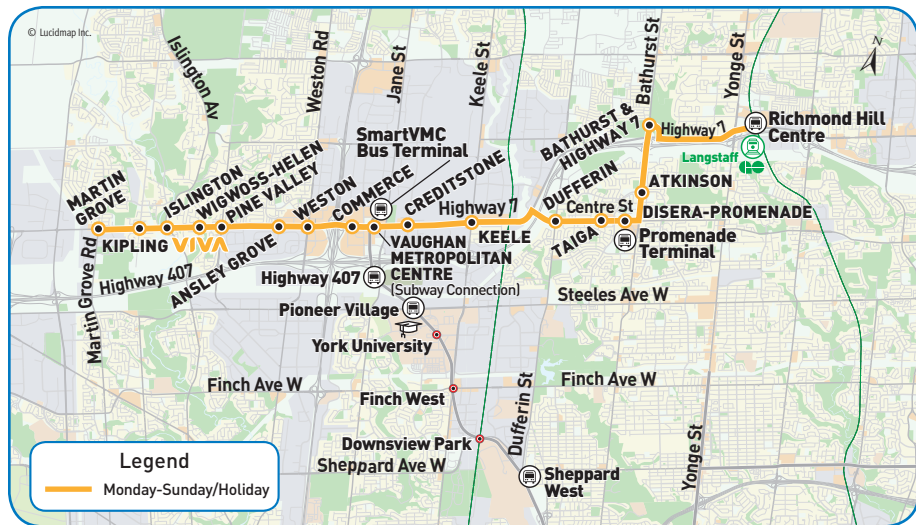 © Lucidmap Inc.
Islington Av
Weston Rd
Jane St
Keele St
Bathurst St
Yonge St
N
SmartVMC
Bus Terminal
BATHURST &
HIGHWAY 7
Highway 7
Richmond Hill
Centre
Langstaff
GO
MARTIN
GROVE
KIPLING
ISLINGTON
WIGWOSS-HELEN
PINE VALLEY
VIVA
ANSLEY GROVE
WESTON
COMMERCE
CREDITSTONE
Highway 7
KEELE
DUFFERIN
Centre St
TAIGA
ATKINSON
DISERA-PROMENADE
Promenade
Terminal
VAUGHAN
METROPOLITAN
CENTRE
(Subway Connection)
Martin Grove Rd
Highway 407
Highway 407
Steeles Ave W
Pioneer Village
York University
Finch Ave W
Finch West
Finch Ave W
Dufferin St
Yonge St
Downsview Park
Sheppard Ave W
Sheppard
West
Legend
Monday-Sunday/Holiday